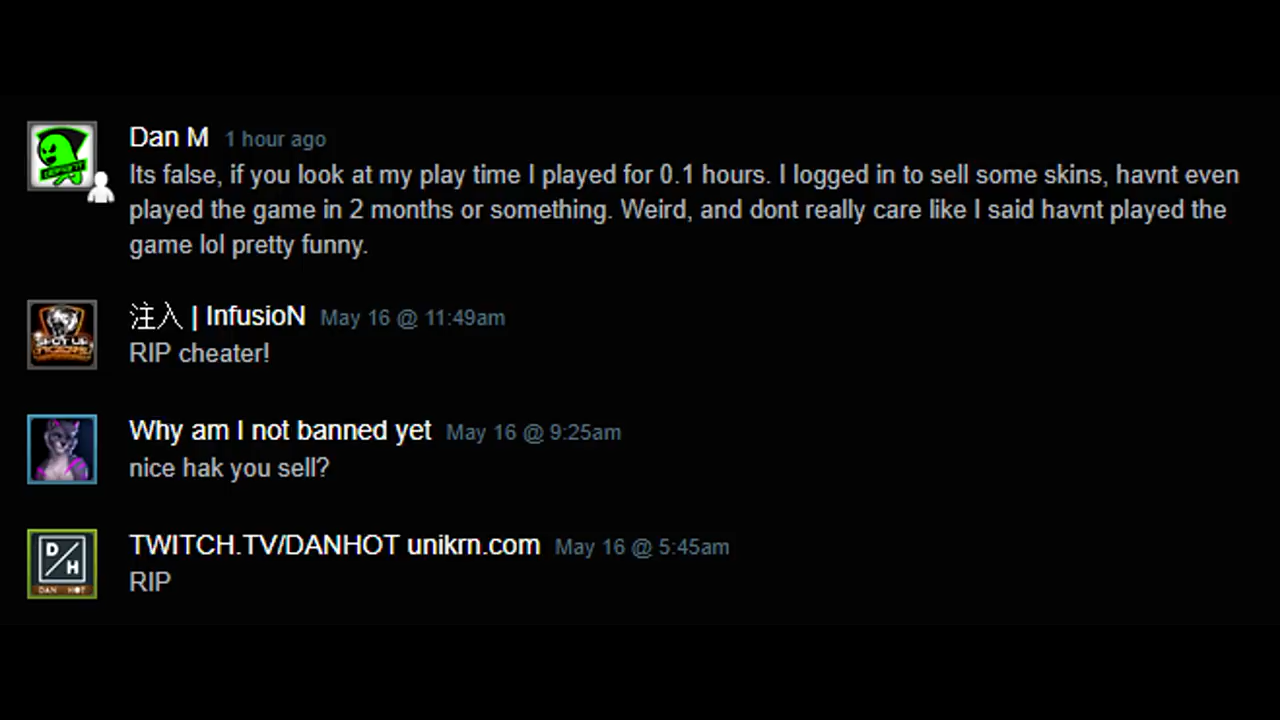 Dan M 1 hour ago
Its false, if you look at my play time I played for 0.1 hours. I logged in to sell some skins, havnt even
played the game in 2 months or something. Weird, and dont really care like I said havnt played the
game lol pretty funny.
注入 | InfusioN May 16 @ 11:49am
RIP cheater!
Why am I not banned yet May 16 @ 9:25am
nice hak you sell?
D/H
DAN HOT
TWITCH.TV/DANHOT unikrn.com May 16 @ 5:45am
RIP